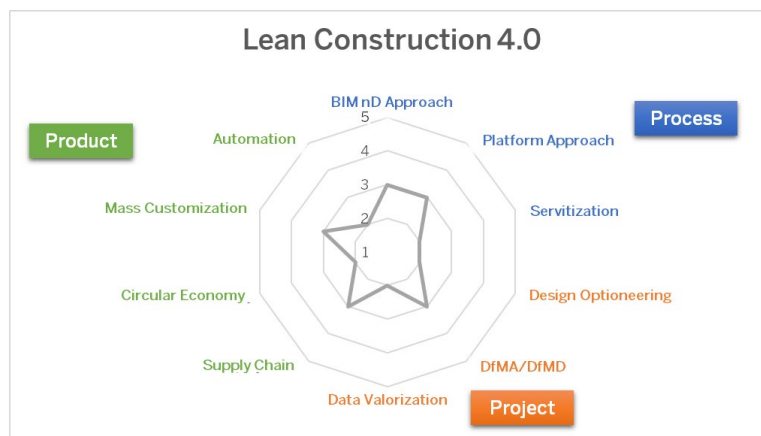 Lean Construction 4.0
BIM nD Approach
Process
Product
Automation
Platform Approach
5
4
3
2
1
Mass Customization
Servitization
Circular Economy
Design Optioneering
Supply Chain
DfMA/DfMD
Data Valorization
Project